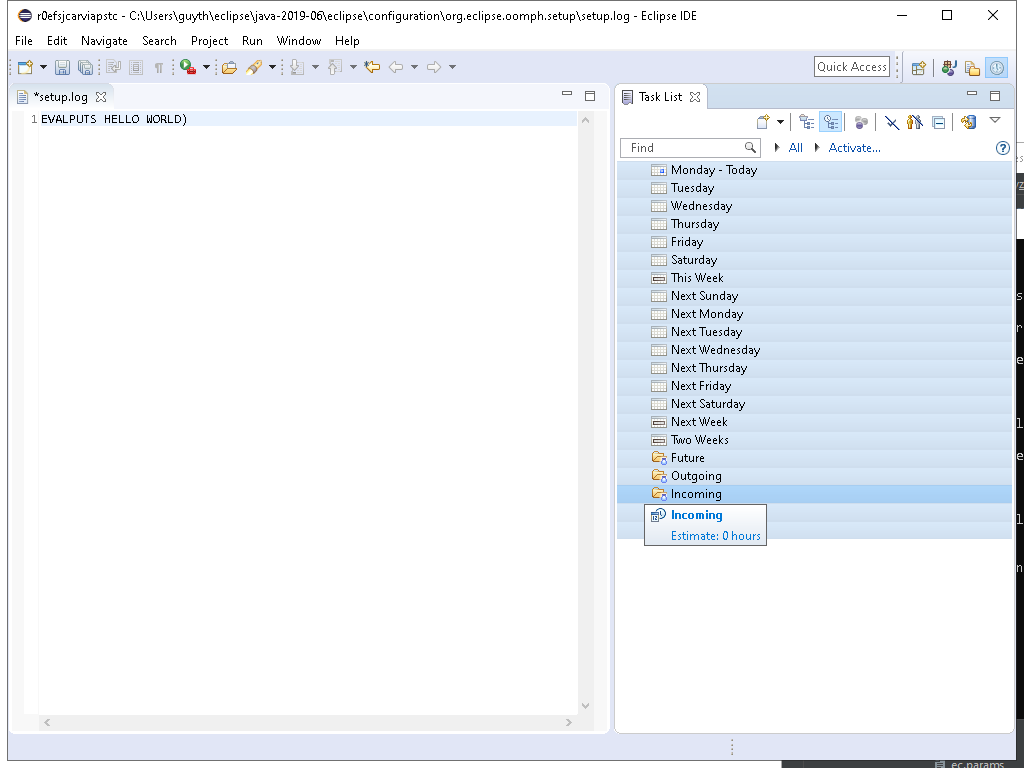 r0efsjcarviapstc - C:\Users\guyth\eclipse\java-2019-06\eclipse\configuration\org.eclipse.oomph.setup\setup.log - Eclipse IDE
File Edit Navigate Search Project Run Window Help
Quick Access
*setup.log
Task List
1 EVALPUTS HELLO WORLD)
Find
All
Activate...
Monday - Today
Tuesday
Wednesday
Thursday
Friday
Saturday
This Week
Next Sunday
Next Monday
Next Tuesday
Next Wednesday
Next Thursday
Next Friday
Next Saturday
Next Week
Two Weeks
Future
Outgoing
Incoming
Incoming
Estimate: 0 hours
ec.params